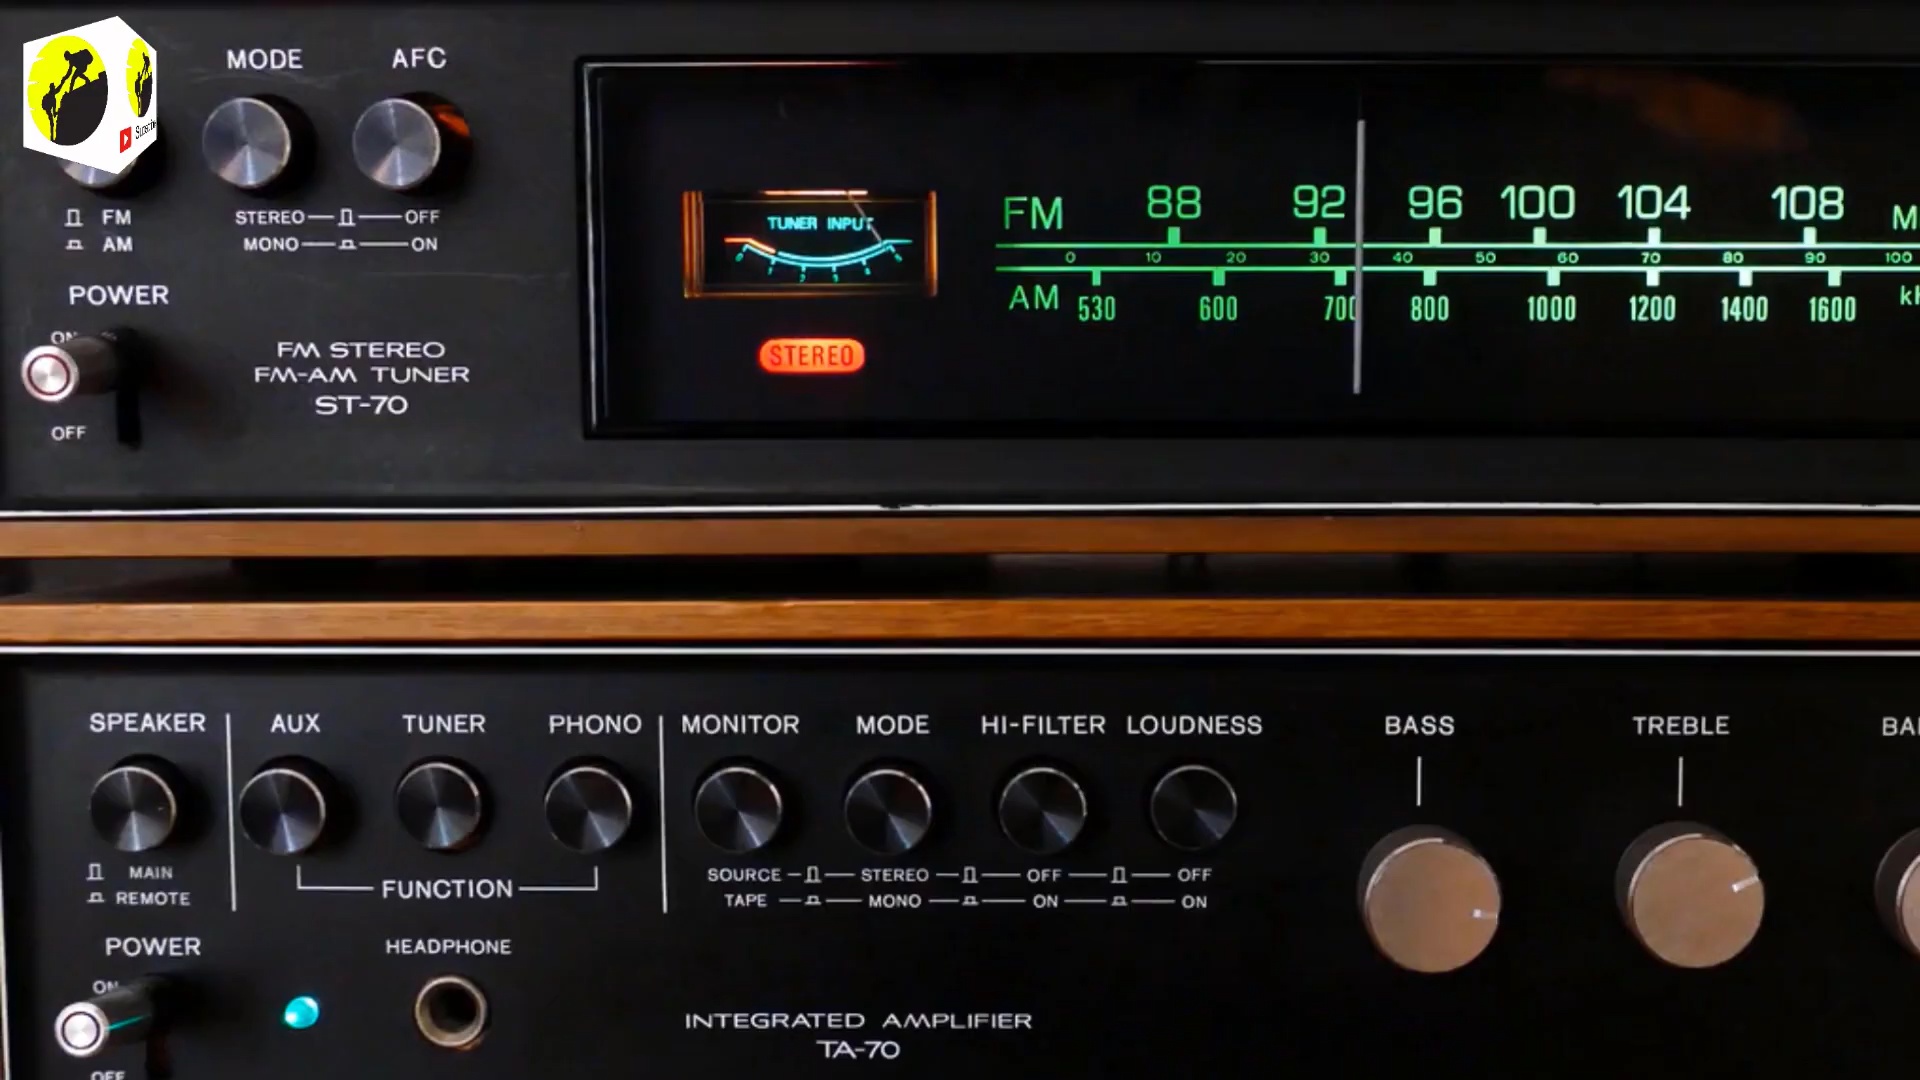 MODE AFC
FM
AM
STEREO OFF
MONO ON
POWER
ON
OFF
FM STEREO
FM-AM TUNER
ST-70
TUNER INPUT
STEREO
FM 88 92 96 100 104 108
0 10 20 30 40 50 60 70 80 90 100
AM 530 600 700 800 1000 1200 1400 1600
SPEAKER AUX TUNER PHONO MONITOR MODE HI-FILTER LOUDNESS BASS TREBLE
MAIN
REMOTE
FUNCTION
SOURCE STEREO OFF OFF
TAPE MONO ON ON
POWER
ON
OFF
HEADPHONE
INTEGRATED AMPLIFIER
TA-70